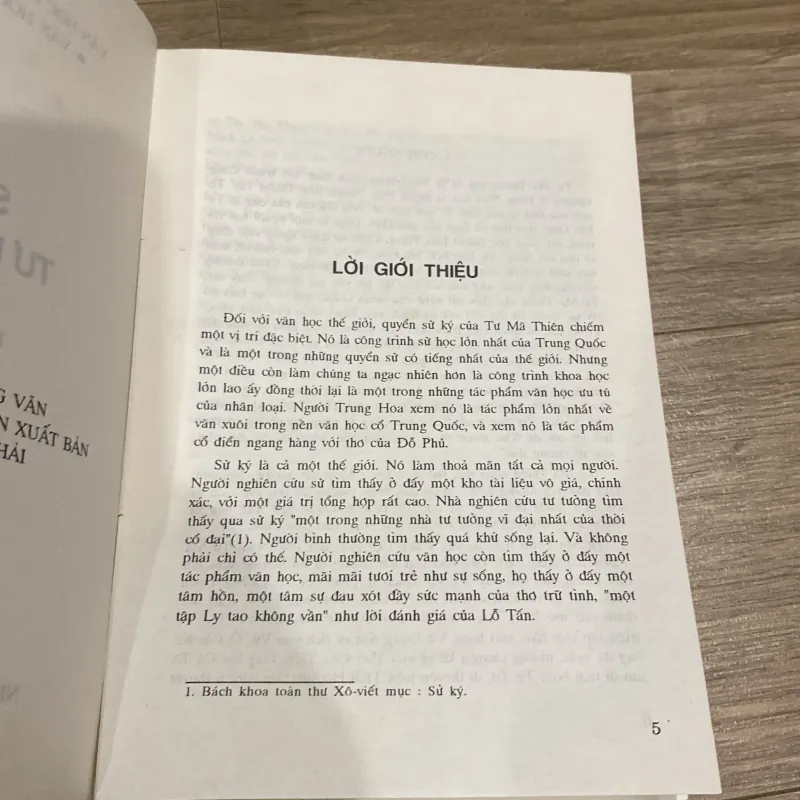 G VĂN
N XUẤT BẢN
HẢI
LỜI GIỚI THIỆU
Đối với văn học thế giới, quyển sử ký của Tư Mã Thiên chiếm
một vị trí đặc biệt. Nó là công trình sử học lớn nhất của Trung Quốc
và là một trong những quyển sử có tiếng nhất của thế giới. Nhưng
một điều còn làm chúng ta ngạc nhiên hơn là công trình khoa học
lớn lao ấy đồng thời lại là một trong những tác phẩm văn học ưu tú
của nhân loại. Người Trung Hoa xem nó là tác phẩm lớn nhất về
văn xuôi trong nền văn học cổ Trung Quốc, và xem nó là tác phẩm
cổ điển ngang hàng với thơ của Đỗ Phủ.
Sử ký là cả một thế giới. Nó làm thoả mãn tất cả mọi người.
Người nghiên cứu sử tìm thấy ở đấy một kho tài liệu vô giá, chính
xác, với một giá trị tổng hợp rất cao. Nhà nghiên cứu tư tưởng tìm
thấy qua sử ký "một trong những nhà tư tưởng vĩ đại nhất của thời
cổ đại"(1). Người bình thường tìm thấy quá khứ sống lại. Và không
phải chỉ có thế. Người nghiên cứu văn học còn tìm thấy ở đấy một
tác phẩm văn học, mãi mãi tươi trẻ như sự sống, họ thấy ở đấy một
tâm hồn, một tâm sự đau xót đầy sức mạnh của thơ trữ tình, "một
tập Ly tao không vần" như lời đánh giá của Lỗ Tấn.
1. Bách khoa toàn thư Xô-viết mục : Sử ký.
5